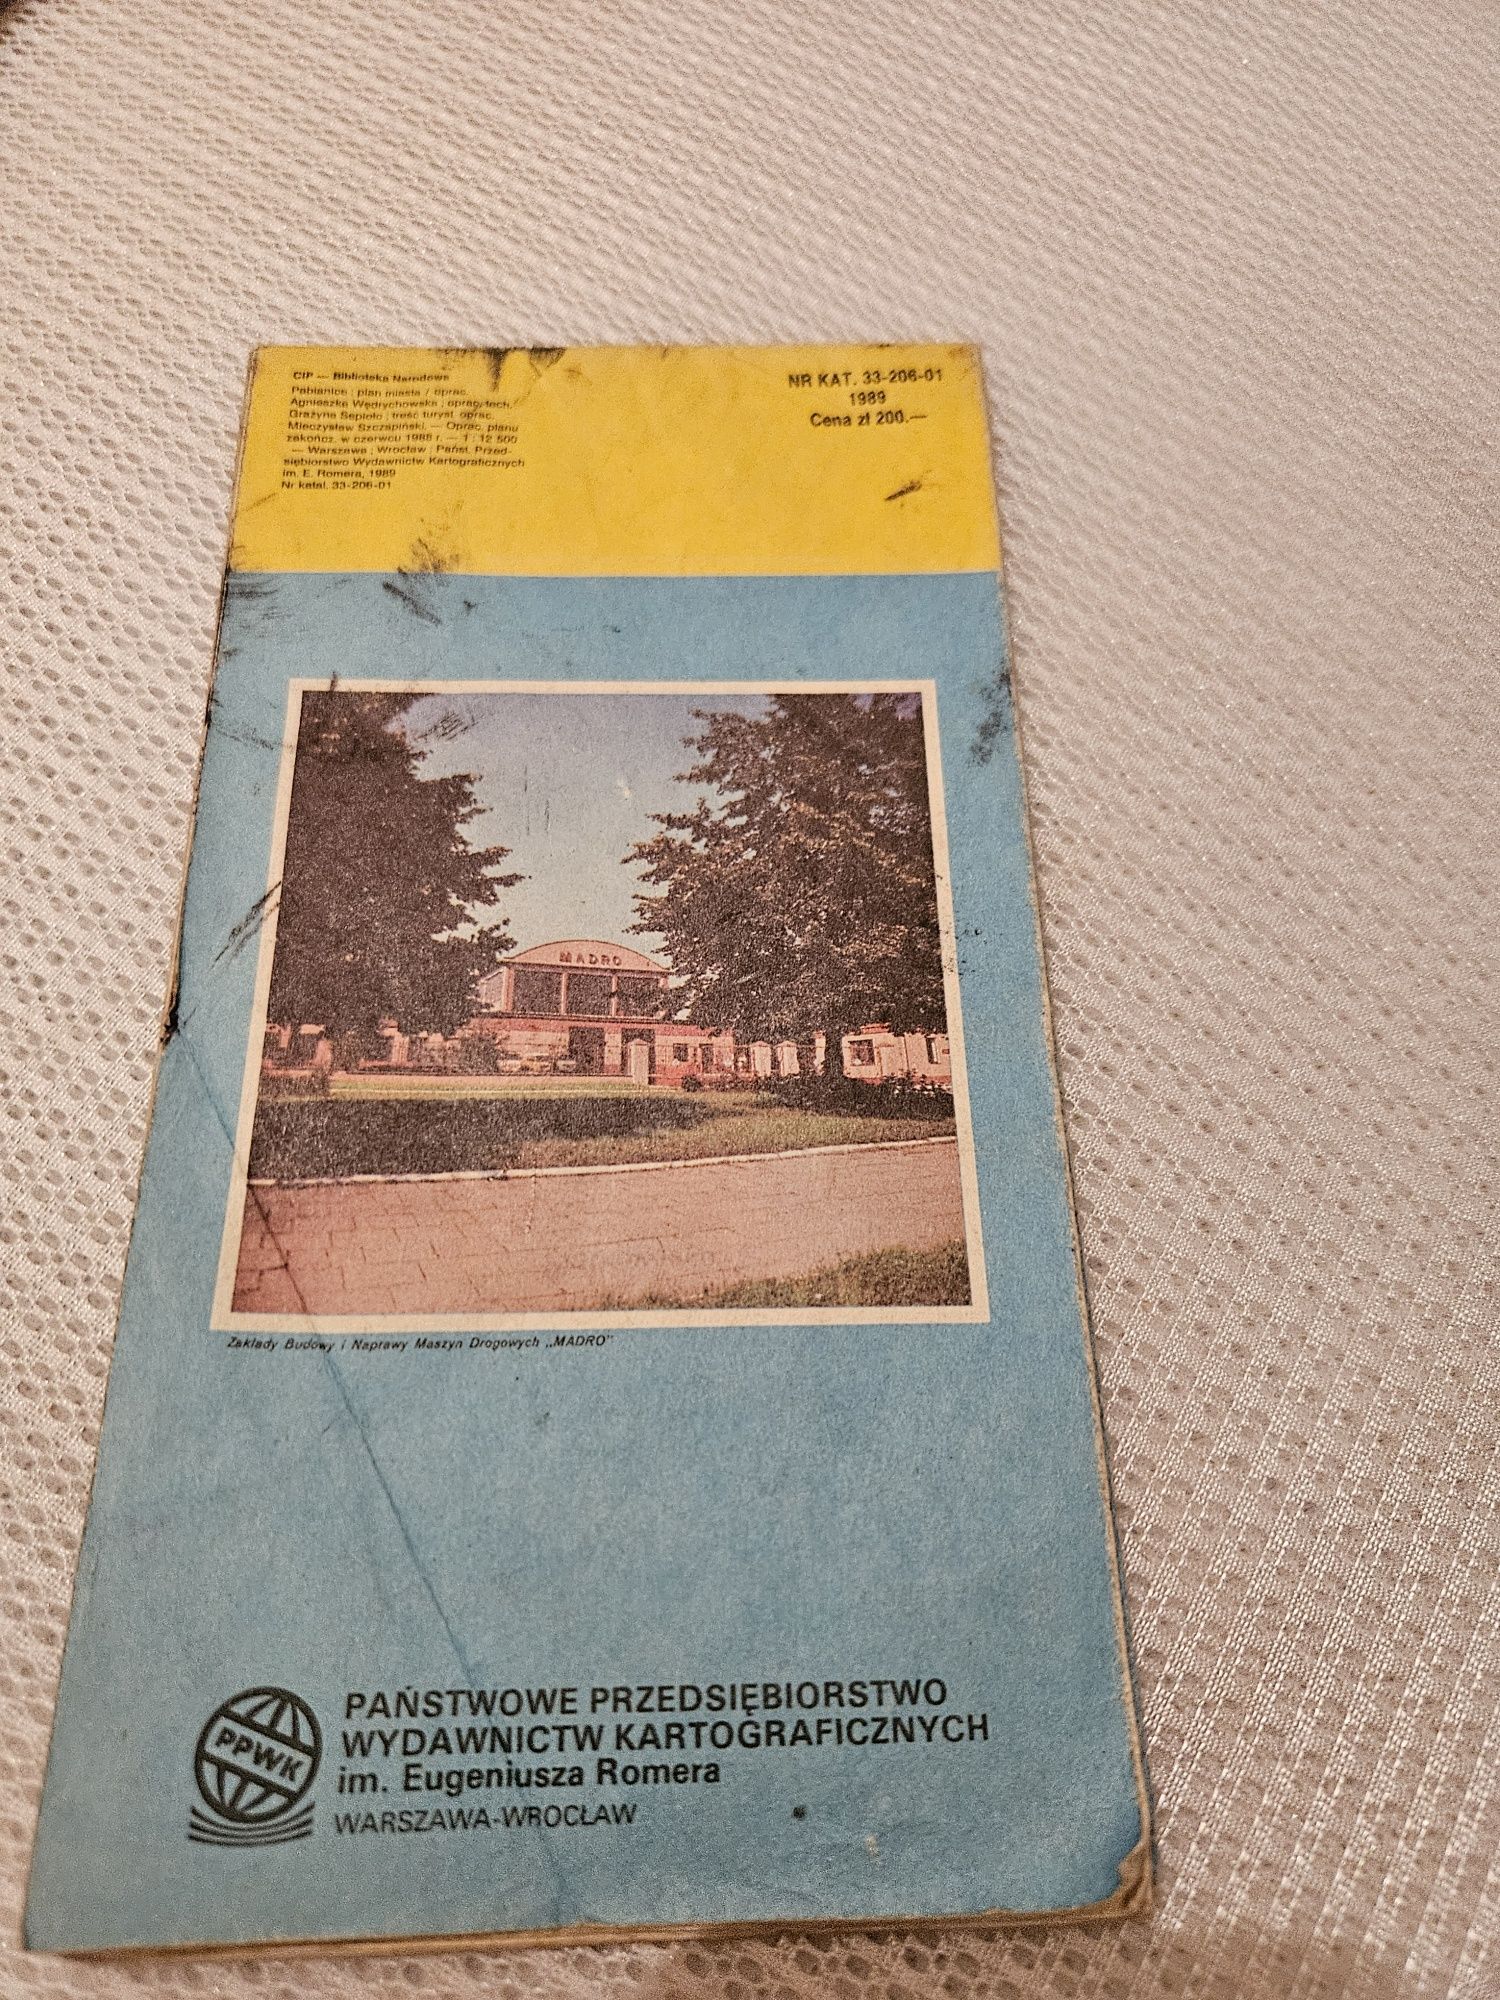 CIP — Biblioteka Narodowa
Pabianice : plan miasta / oprac.
Agnieszka Wędrychowska ; oprac. tech.
Grażyna Sepioło ; treść turyst. oprac.
Mieczysław Szczapiński. — Oprac. planu
zakończ. w czerwcu 1988 r. — 1 : 12 500
— Warszawa ; Wrocław : Państ. Przed-
siębiorstwo Wydawnictw Kartograficznych
im. E. Romera, 1989
Nr katal. 33-206-01
NR KAT. 33-206-01
1989
Cena zł 200.—
MADRO
Zakłady Budowy i Naprawy Maszyn Drogowych „MADRO”
PPWK
PAŃSTWOWE PRZEDSIĘBIORSTWO
WYDAWNICTW KARTOGRAFICZNYCH
im. Eugeniusza Romera
WARSZAWA-WROCŁAW